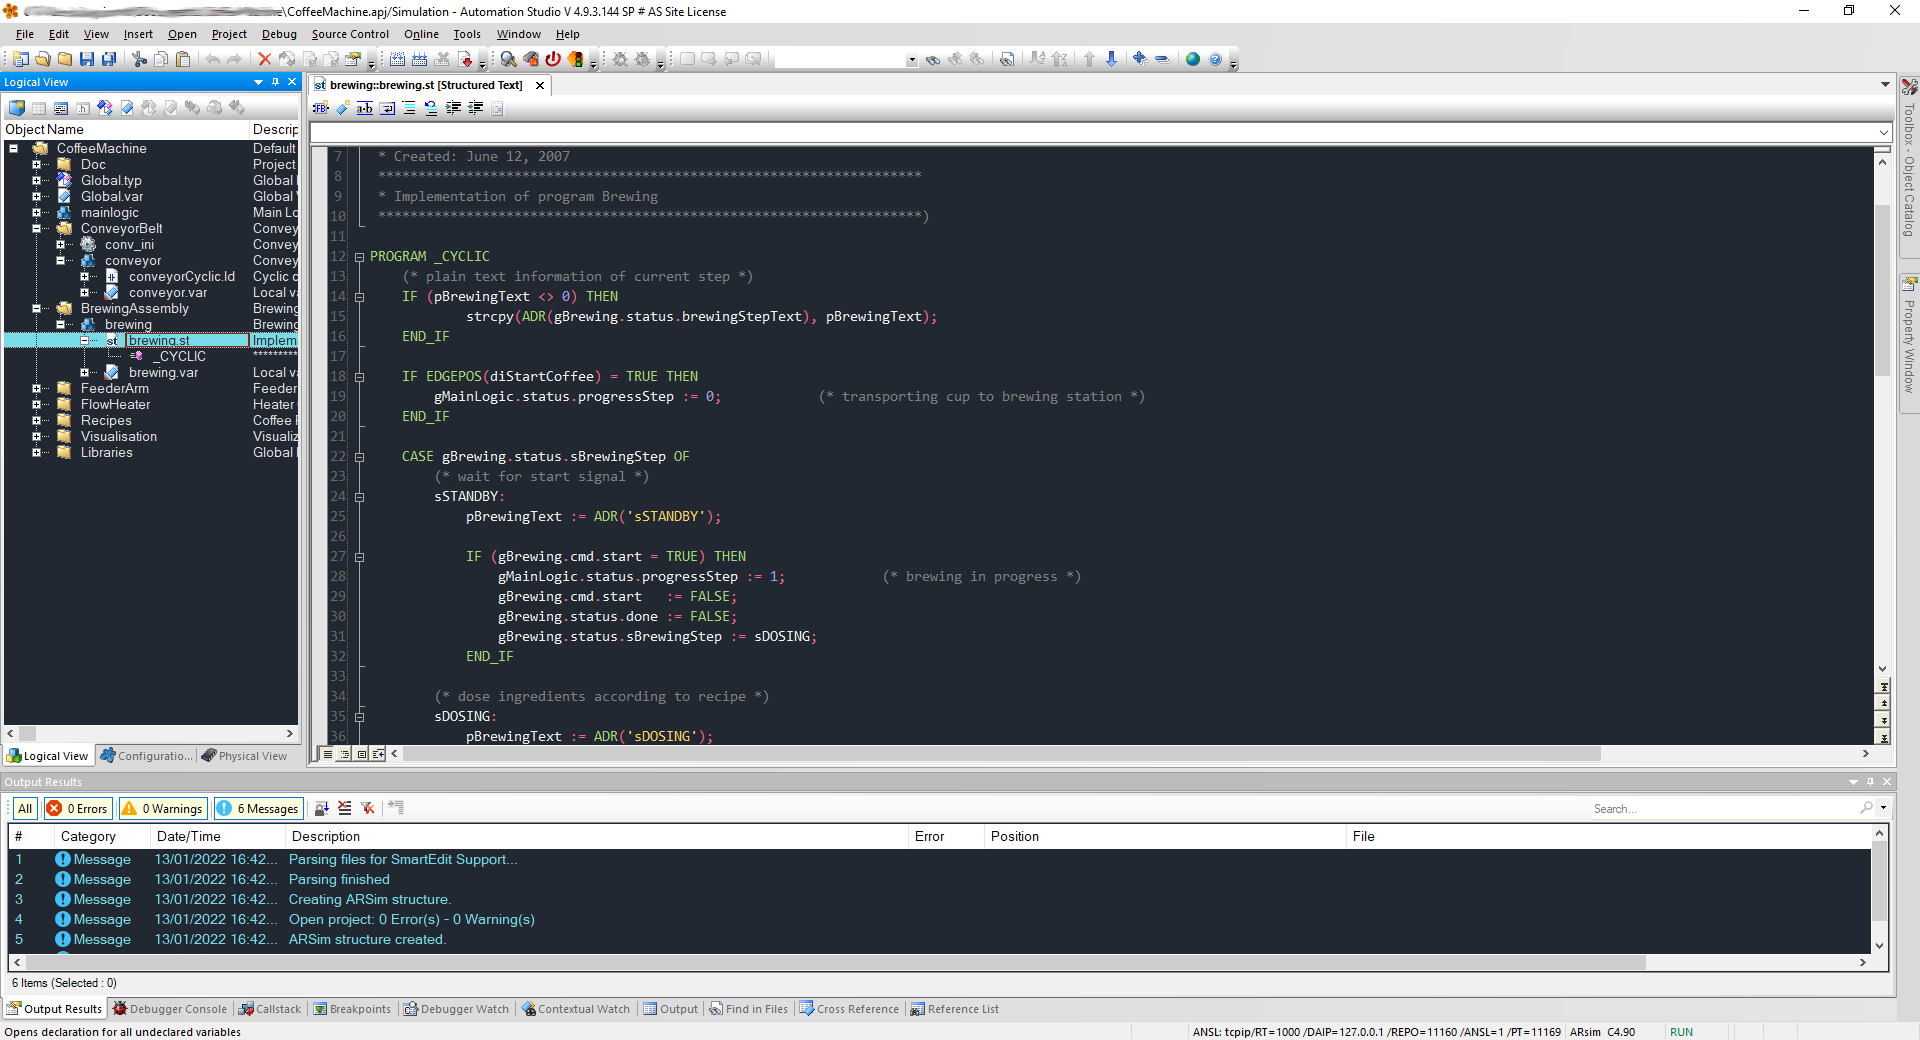 \CoffeeMachine.apj/Simulation - Automation Studio V 4.9.3.144 SP # AS Site License
File Edit View Insert Open Project Debug Source Control Online Tools Window Help
Logical View
Object Name Descrip
CoffeeMachine Default
Doc Project
Global.typ Global
Global.var Global
mainlogic Main Lo
ConveyorBelt Convey
conv_ini Convey
conveyor Convey
conveyorCyclic.ld Cyclic c
conveyor.var Local va
BrewingAssembly Brewing
brewing Brewing
brewing.st Implem
_CYCLIC *********
brewing.var Local va
FeederArm Feeder
FlowHeater Heater
Recipes Coffee F
Visualisation Visualiz
Libraries Global
Logical View Configuratio... Physical View
brewing::brewing.st [Structured Text]
7 * Created: June 12, 2007
8 ********************************************************************
9 * Implementation of program Brewing
10 ********************************************************************)
11
12 PROGRAM _CYCLIC
13 (* plain text information of current step *)
14 IF (pBrewingText <> 0) THEN
15 strcpy(ADR(gBrewing.status.brewingStepText), pBrewingText);
16 END_IF
17
18 IF EDGEPOS(diStartCoffee) = TRUE THEN
19 gMainLogic.status.progressStep := 0; (* transporting cup to brewing station *)
20 END_IF
21
22 CASE gBrewing.status.sBrewingStep OF
23 (* wait for start signal *)
24 sSTANDBY:
25 pBrewingText := ADR('sSTANDBY');
26
27 IF (gBrewing.cmd.start = TRUE) THEN
28 gMainLogic.status.progressStep := 1; (* brewing in progress *)
29 gBrewing.cmd.start := FALSE;
30 gBrewing.status.done := FALSE;
31 gBrewing.status.sBrewingStep := sDOSING;
32 END_IF
33
34 (* dose ingredients according to recipe *)
35 sDOSING:
36 pBrewingText := ADR('sDOSING');
Toolbox - Object Catalog
Property Window
Output Results
All 0 Errors 0 Warnings 6 Messages Search...
# Category Date/Time Description Error Position File
1 Message 13/01/2022 16:42... Parsing files for SmartEdit Support...
2 Message 13/01/2022 16:42... Parsing finished
3 Message 13/01/2022 16:42... Creating ARSim structure.
4 Message 13/01/2022 16:42... Open project: 0 Error(s) - 0 Warning(s)
5 Message 13/01/2022 16:42... ARSim structure created.
6 Items (Selected : 0)
Output Results Debugger Console Callstack Breakpoints Debugger Watch Contextual Watch Output Find in Files Cross Reference Reference List
Opens declaration for all undeclared variables ANSL: tcpip/RT=1000 /DAIP=127.0.0.1 /REPO=11160 /ANSL=1 /PT=11169 ARsim C4.90 RUN